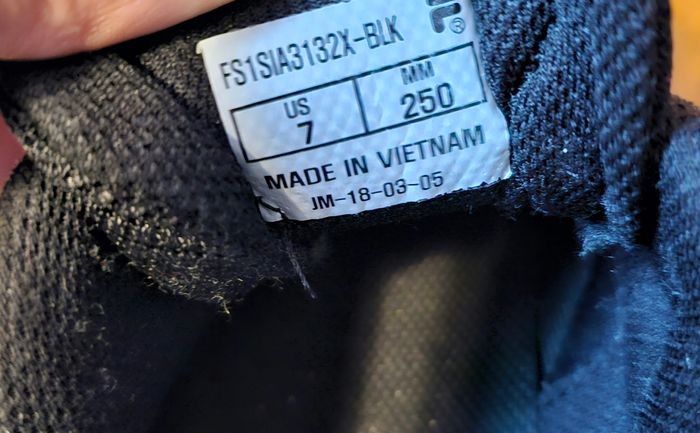 FS1SIA3132X-BLK
®
US MM
7 250
MADE IN VIETNAM
JM-18-03-05